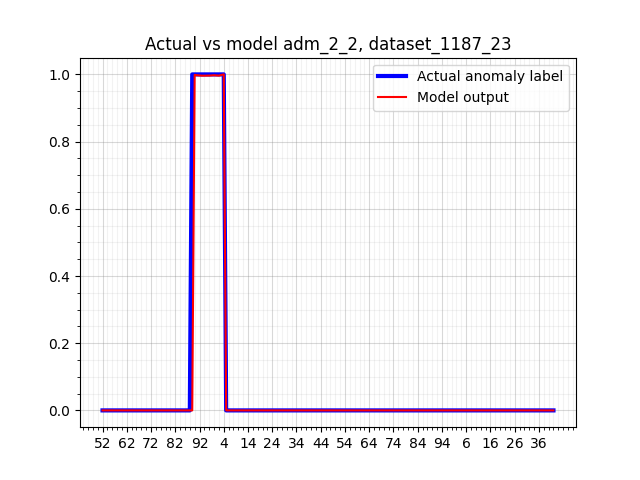 Actual vs model adm_2_2, dataset_1187_23
Actual anomaly label
Model output
1.0
0.8
0.6
0.4
0.2
0.0
52 62 72 82 92 4 14 24 34 44 54 64 74 84 94 6 16 26 36